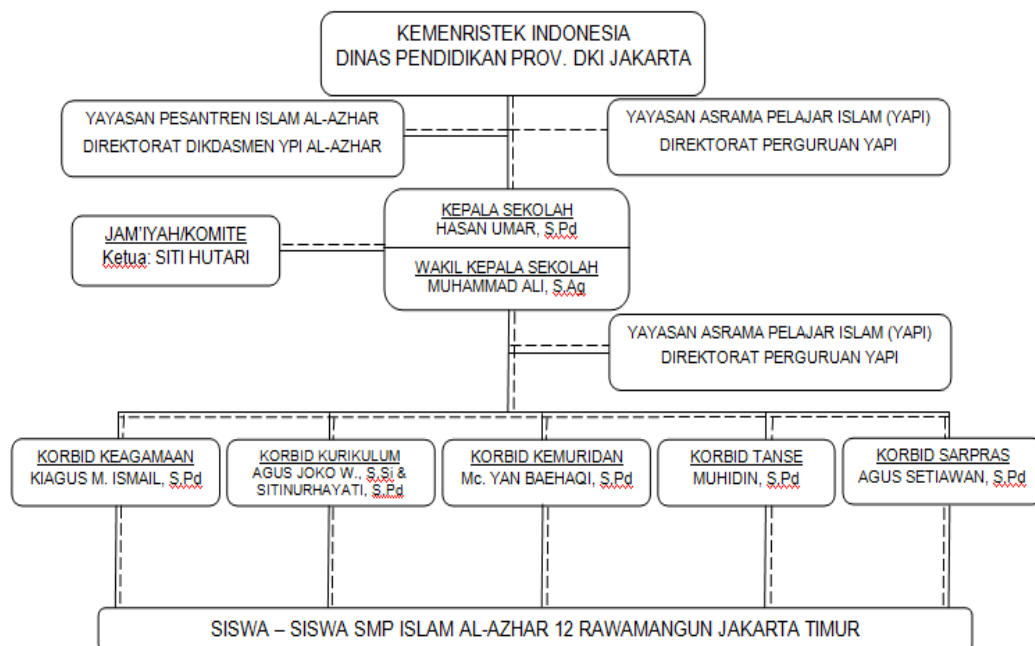 KEMENRISTEK INDONESIA
DINAS PENDIDIKAN PROV. DKI JAKARTA
YAYASAN PESANTREN ISLAM AL-AZHAR
DIREKTORAT DIKDASMEN YPI AL-AZHAR
YAYASAN ASRAMA PELAJAR ISLAM (YAPI)
DIREKTORAT PERGURUAN YAPI
KEPALA SEKOLAH
HASAN UMAR, S.Pd
WAKIL KEPALA SEKOLAH
MUHAMMAD ALI, S.Ag
JAM'IYAH/KOMITE
Ketua: SITI HUTARI
YAYASAN ASRAMA PELAJAR ISLAM (YAPI)
DIREKTORAT PERGURUAN YAPI
KORBID KEAGAMAAN
KIAGUS M. ISMAIL, S.Pd
KORBID KURIKULUM
AGUS JOKO W., S.Si &
SITINURHAYATI, S.Pd
KORBID KEMURIDAN
Mc. YAN BAEHAQI, S.Pd
KORBID TANSE
MUHIDIN, S.Pd
KORBID SARPRAS
AGUS SETIAWAN, S.Pd
SISWA – SISWA SMP ISLAM AL-AZHAR 12 RAWAMANGUN JAKARTA TIMUR